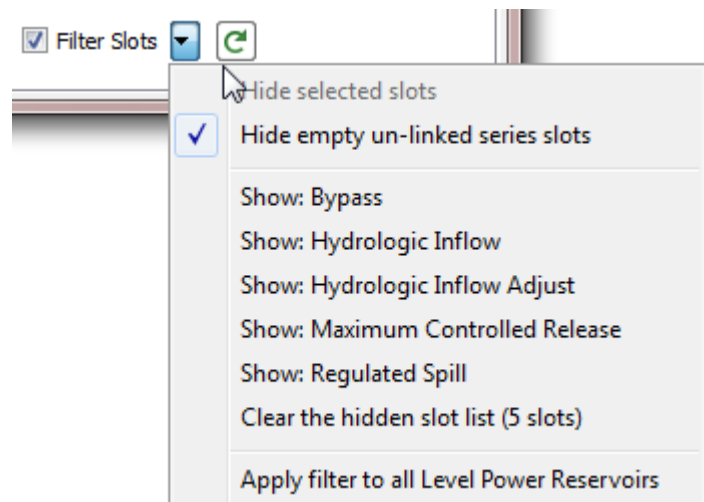 Filter Slots
Hide selected slots
Hide empty un-linked series slots
Show: Bypass
Show: Hydrologic Inflow
Show: Hydrologic Inflow Adjust
Show: Maximum Controlled Release
Show: Regulated Spill
Clear the hidden slot list (5 slots)
Apply filter to all Level Power Reservoirs